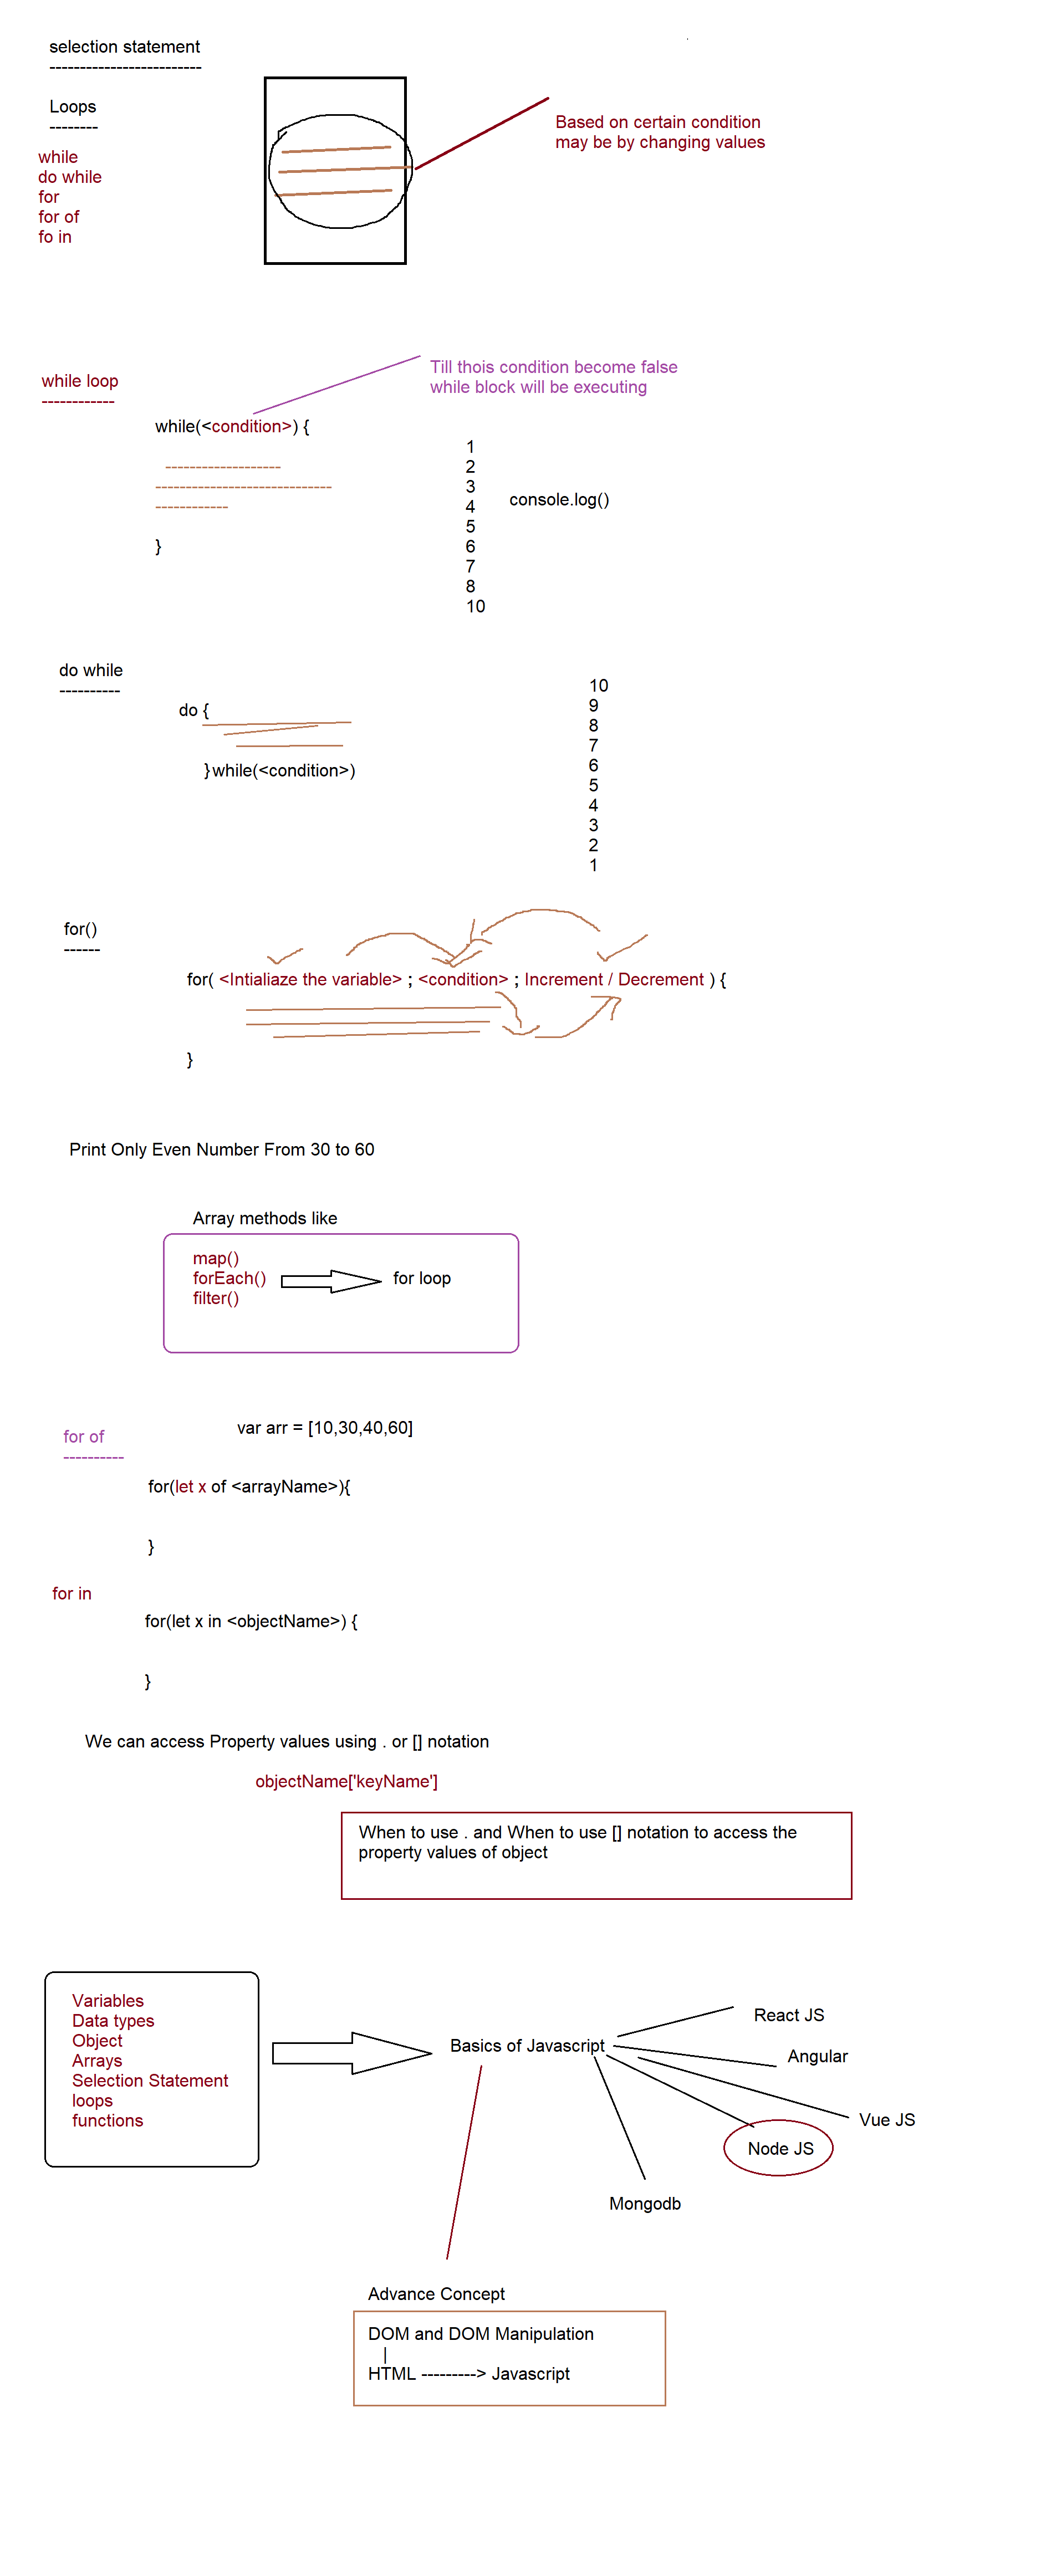 selection statement
-------------------------
Loops
--------
while
do while
for
for of
fo in
Based on certain condition
may be by changing values
while loop
------------
Till thois condition become false
while block will be executing
while(<condition>) {
-------------------
-----------------------------
------------
}
1
2
3
4
5
6
7
8
10
console.log()
do while
----------
do {
}while(<condition>)
10
9
8
7
6
5
4
3
2
1
for()
------
for( <Intialiaze the variable> ; <condition> ; Increment / Decrement ) {
}
Print Only Even Number From 30 to 60
Array methods like
map()
forEach()
filter()
for loop
for of
----------
var arr = [10,30,40,60]
for(let x of <arrayName>){
}
for in
for(let x in <objectName>) {
}
We can access Property values using . or [] notation
objectName['keyName']
When to use . and When to use [] notation to access the
property values of object
Variables
Data types
Object
Arrays
Selection Statement
loops
functions
Basics of Javascript
React JS
Angular
Vue JS
Node JS
Mongodb
Advance Concept
DOM and DOM Manipulation
|
HTML ---------> Javascript